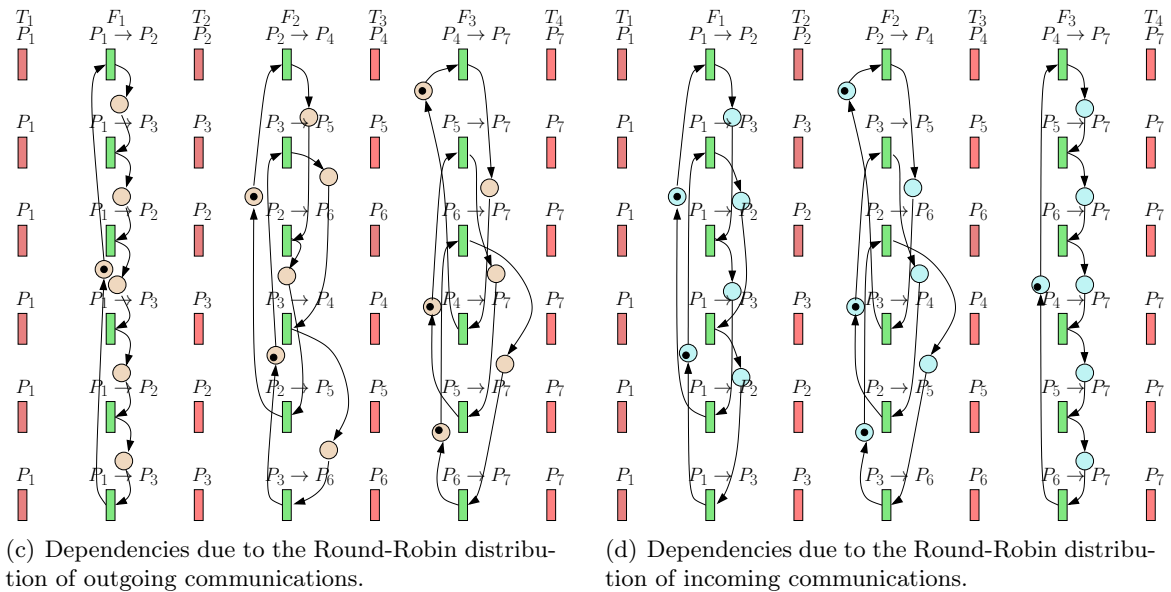 T₁ F₁ T₂ F₂ T₃ F₃ T₄
P₁ P₁ → P₂ P₂ P₂ → P₄ P₄ P₄ → P₇ P₇
P₁ P₁ → P₃ P₃ P₃ → P₅ P₅ P₅ → P₇ P₇
P₁ P₁ → P₂ P₂ P₂ → P₆ P₆ P₆ → P₇ P₇
P₁ P₁ → P₃ P₃ P₃ → P₄ P₄ P₄ → P₇ P₇
P₁ P₁ → P₂ P₂ P₂ → P₅ P₅ P₅ → P₇ P₇
P₁ P₁ → P₃ P₃ P₃ → P₆ P₆ P₆ → P₇ P₇
(c) Dependencies due to the Round-Robin distribu-
tion of outgoing communications.
T₁ F₁ T₂ F₂ T₃ F₃ T₄
P₁ P₁ → P₂ P₂ P₂ → P₄ P₄ P₄ → P₇ P₇
P₁ P₁ → P₃ P₃ P₃ → P₅ P₅ P₅ → P₇ P₇
P₁ P₁ → P₂ P₂ P₂ → P₆ P₆ P₆ → P₇ P₇
P₁ P₁ → P₃ P₃ P₃ → P₄ P₄ P₄ → P₇ P₇
P₁ P₁ → P₂ P₂ P₂ → P₅ P₅ P₅ → P₇ P₇
P₁ P₁ → P₃ P₃ P₃ → P₆ P₆ P₆ → P₇ P₇
(d) Dependencies due to the Round-Robin distribu-
tion of incoming communications.